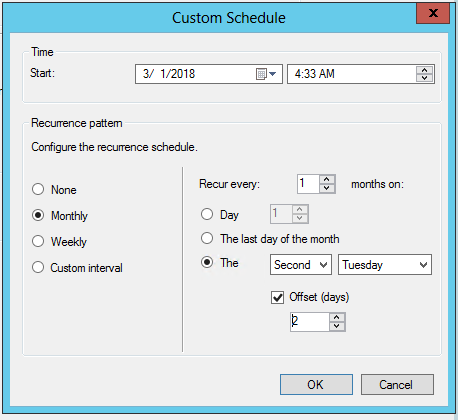 Custom Schedule
x
Time
Start:
3/ 1/2018
4:33 AM
Recurrence pattern
Configure the recurrence schedule.
None
Monthly
Weekly
Custom interval
Recur every: 1 months on:
Day 1
The last day of the month
The Second Tuesday
Offset (days)
2
OK
Cancel